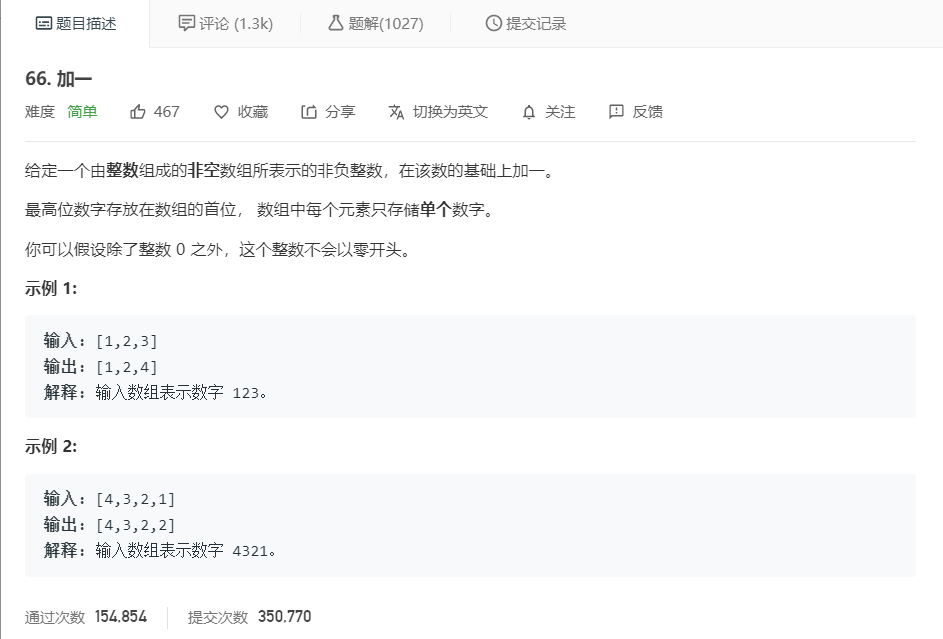 题目描述 评论 (1.3k) 题解(1027) 提交记录
66. 加一
难度 简单 467 收藏 分享 切换为英文 关注 反馈
给定一个由整数组成的非空数组所表示的非负整数，在该数的基础上加一。
最高位数字存放在数组的首位， 数组中每个元素只存储单个数字。
你可以假设除了整数 0 之外，这个整数不会以零开头。
示例 1:
输入: [1,2,3]
输出: [1,2,4]
解释: 输入数组表示数字 123。
示例 2:
输入: [4,3,2,1]
输出: [4,3,2,2]
解释: 输入数组表示数字 4321。
通过次数 154,854 提交次数 350,770